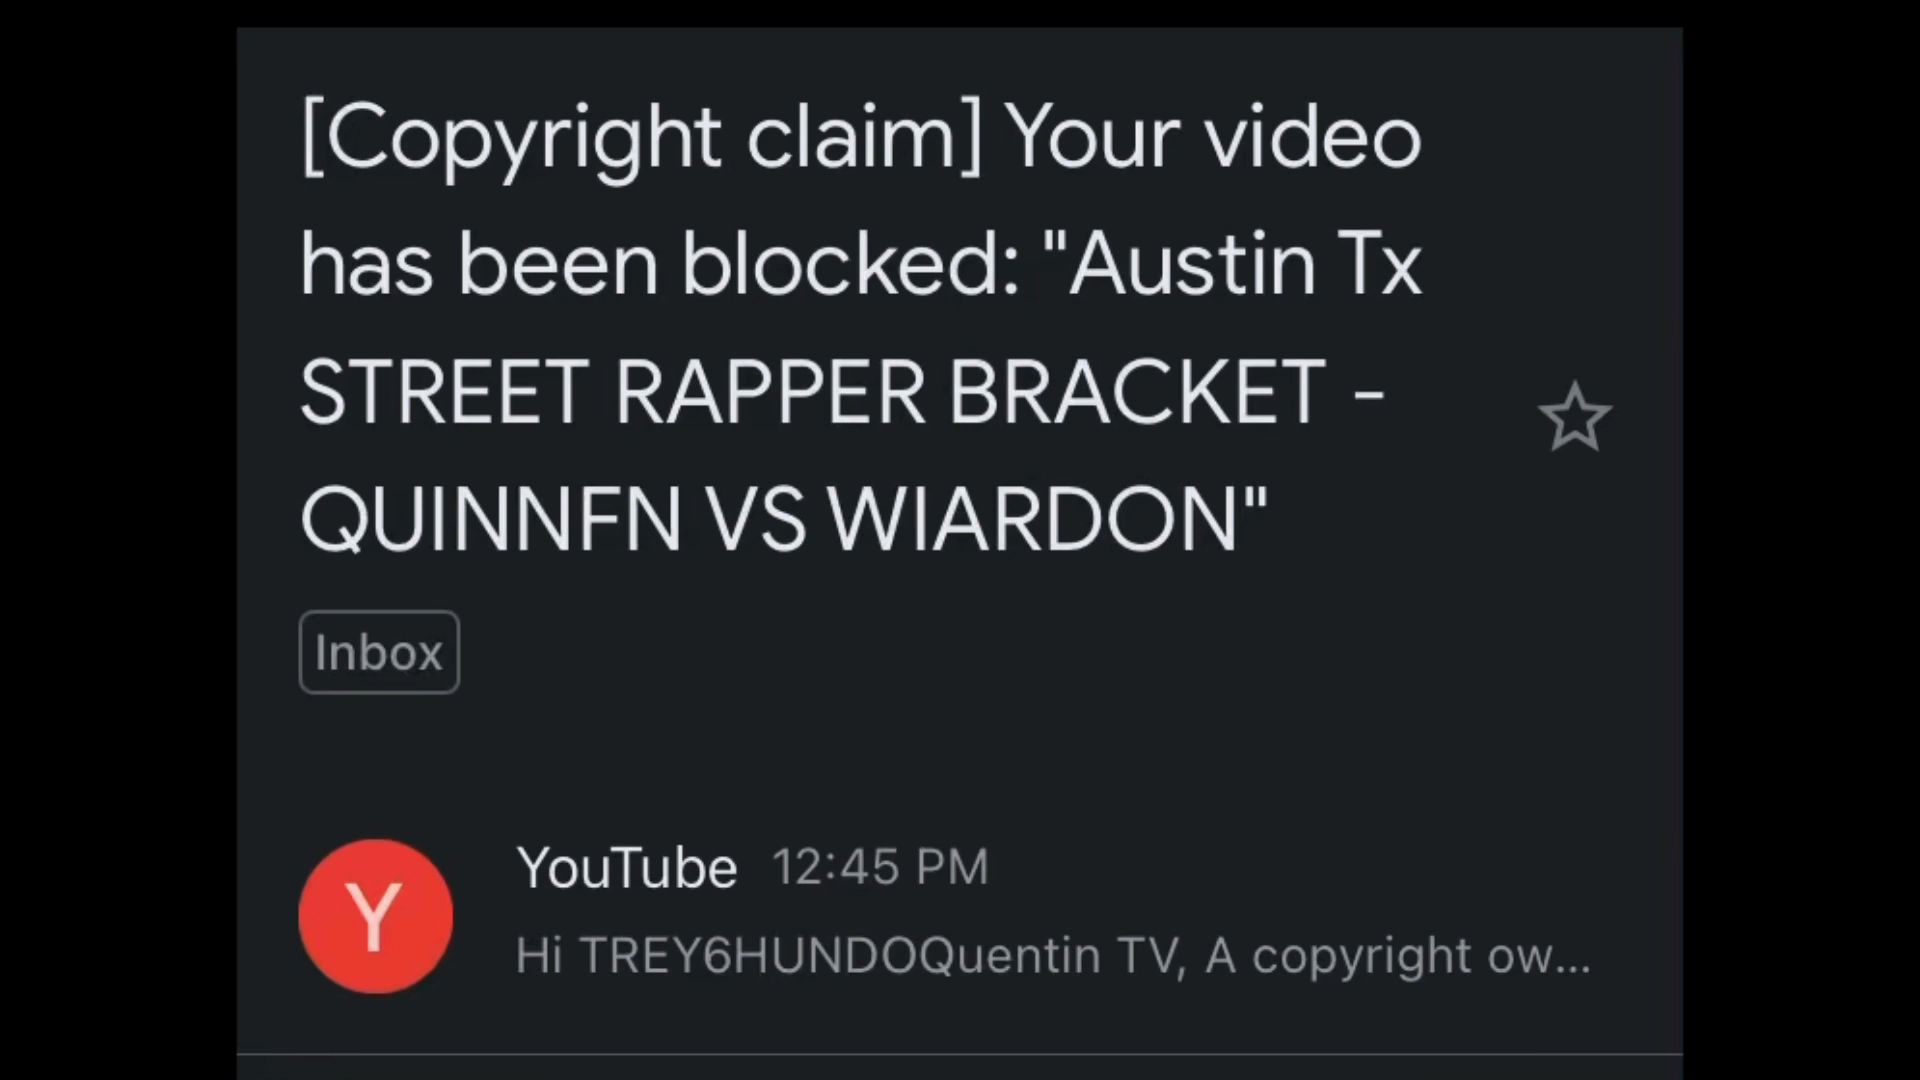 [Copyright claim] Your video
has been blocked: "Austin Tx
STREET RAPPER BRACKET -
QUINNFN VS WIARDON"
Inbox
Y
YouTube 12:45 PM
Hi TREY6HUNDOQuentin TV, A copyright ow...